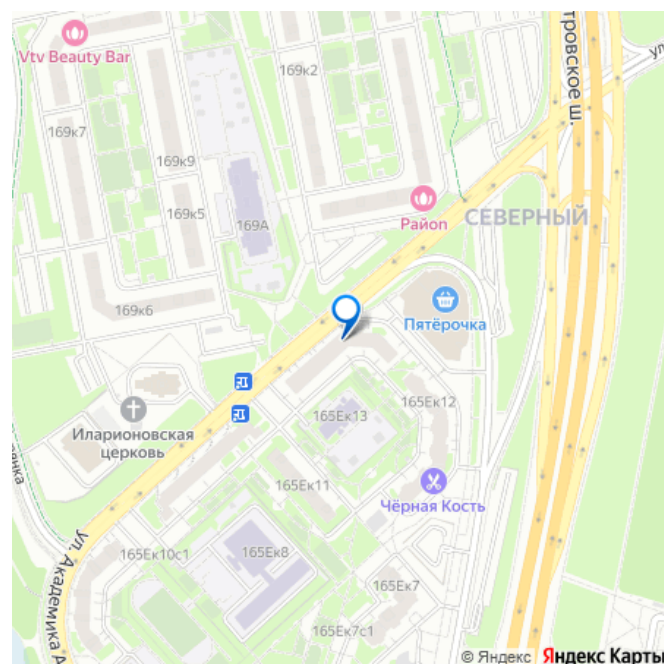 Vtv Beauty Bar
169к2
169к7
169к9
169к5
169А
Район
СЕВЕРНЫЙ
тровское ш.
ул
169к6
Пятёрочка
Иларионовская
церковь
165Ек13
165Ек12
165Ек11
Чёрная Кость
165Ек10с1
165Ек8
165Ек7
165Ек7с1
ул. Академика А
© Яндекс Яндекс Карты